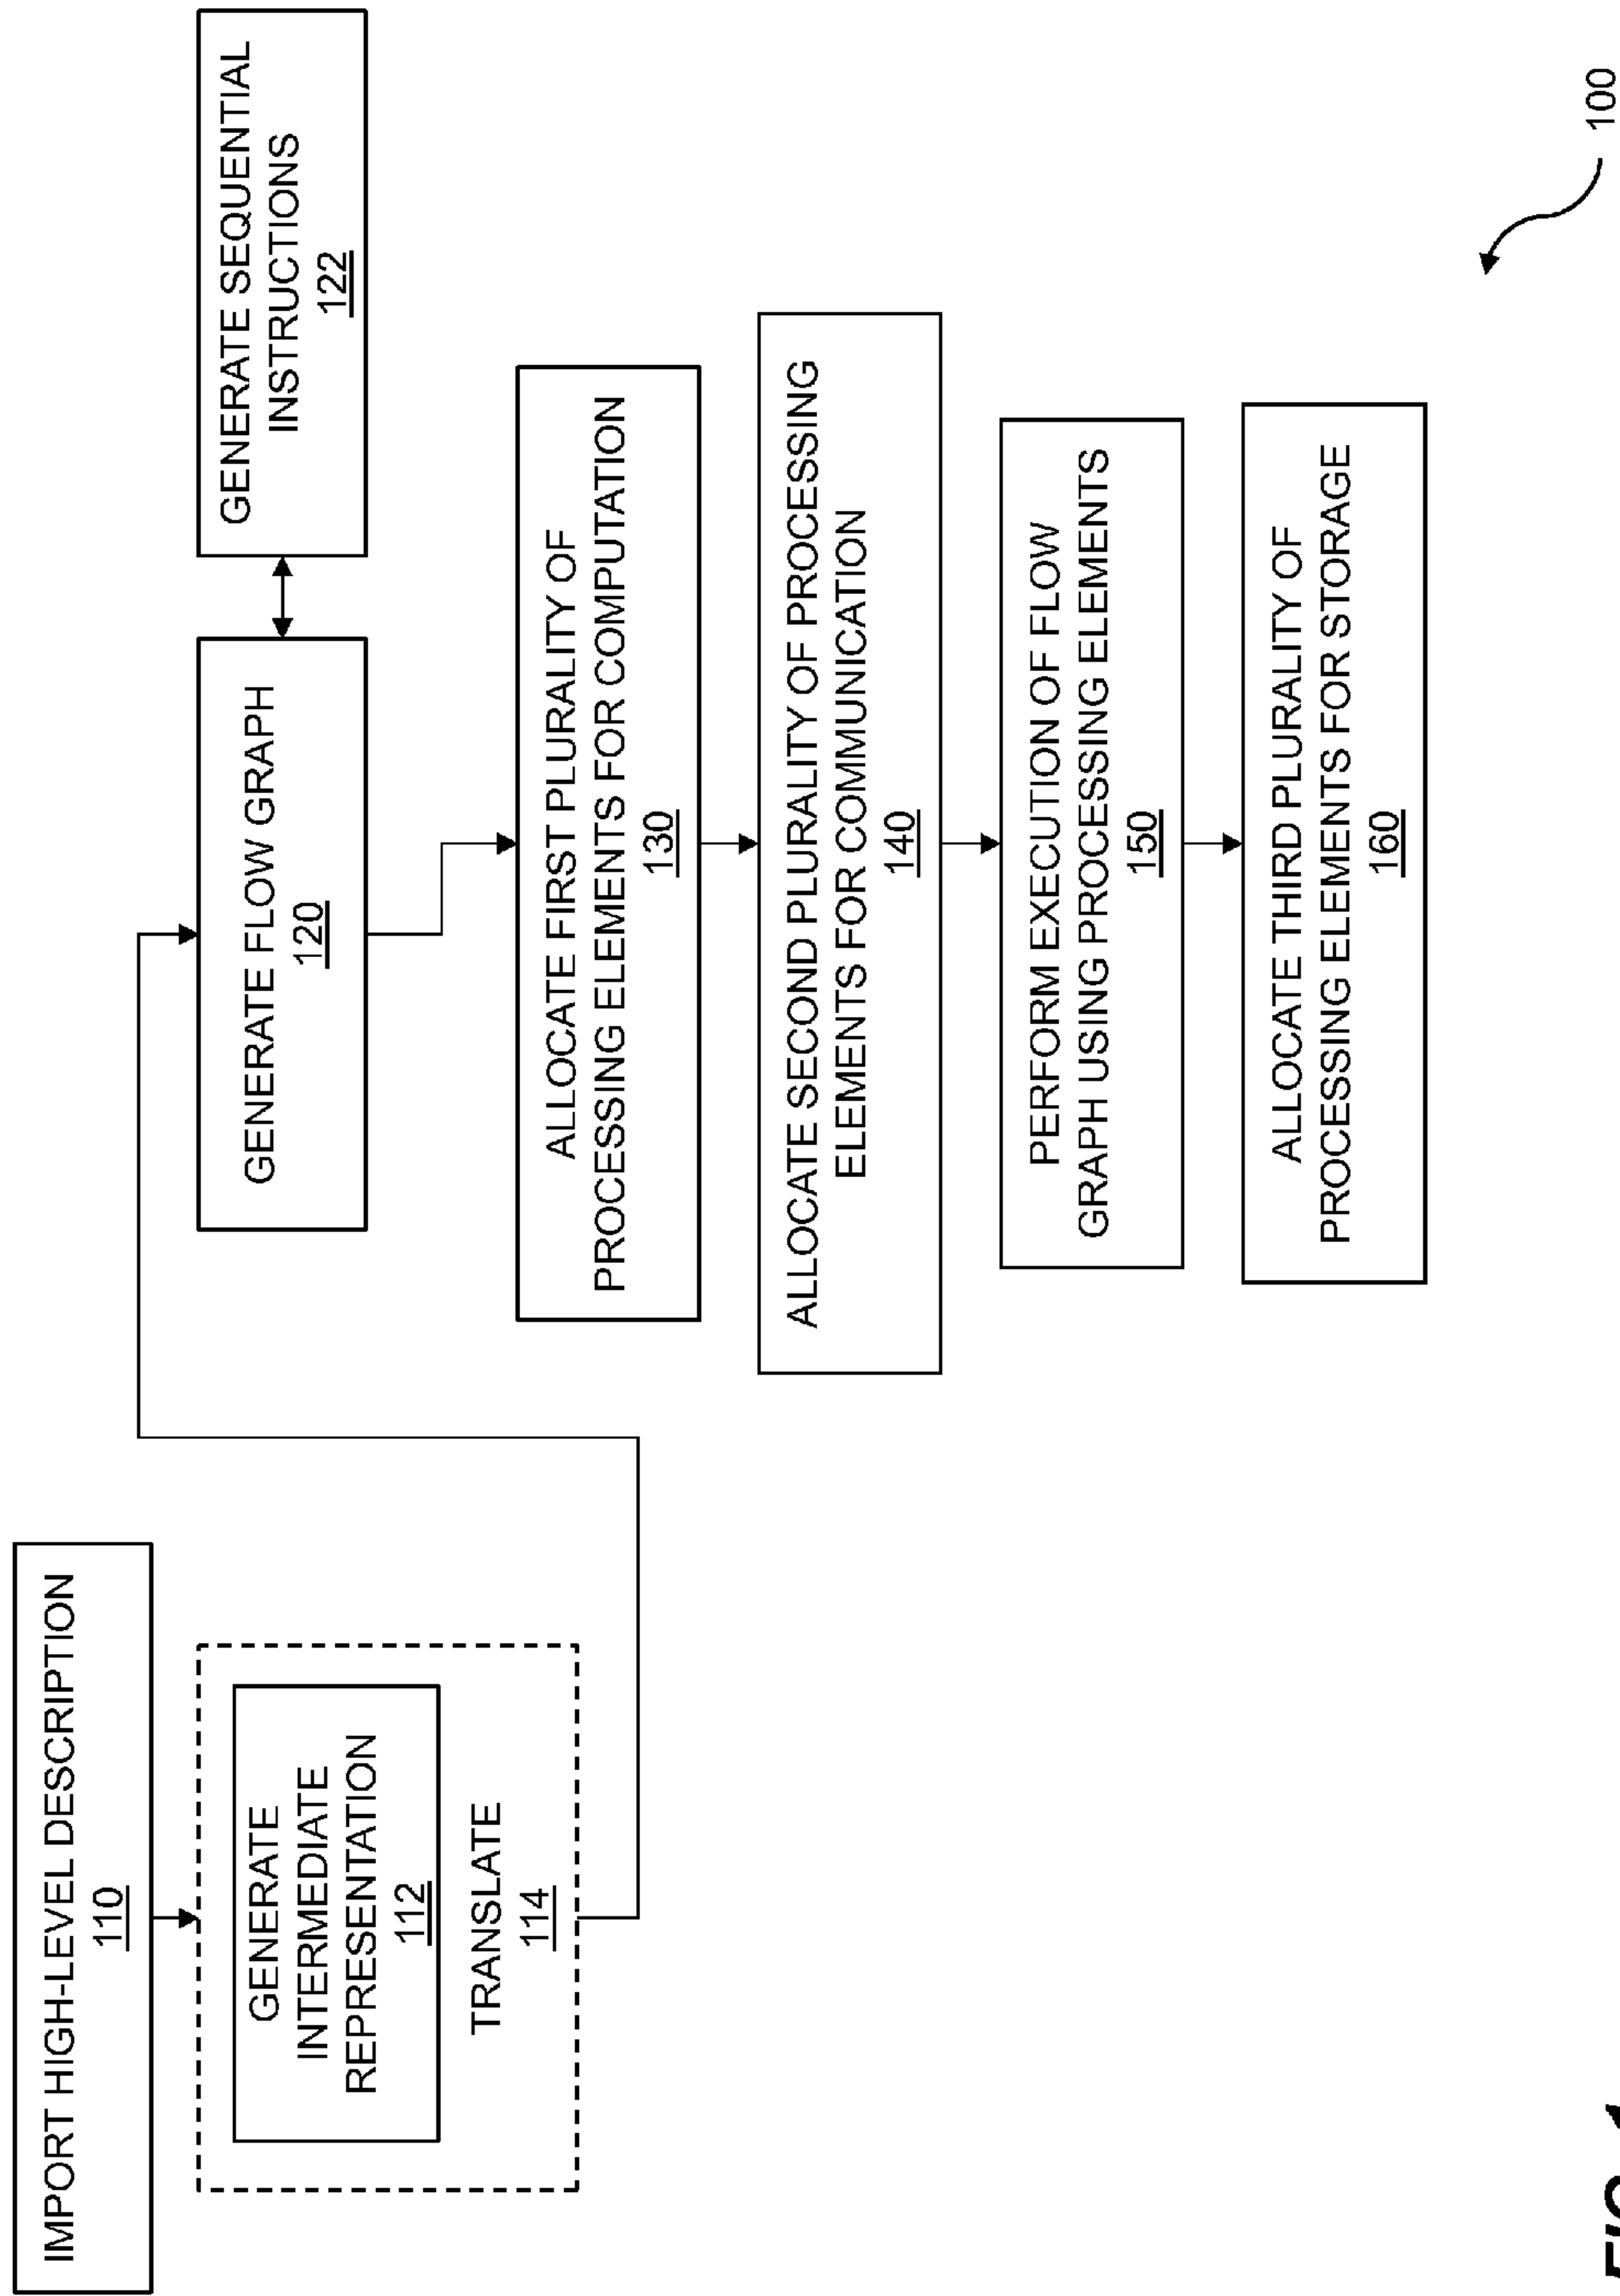 IMPORT HIGH-LEVEL DESCRIPTION
110
GENERATE
INTERMEDIATE
REPRESENTATION
112
TRANSLATE
114
GENERATE FLOW GRAPH
120
GENERATE SEQUENTIAL
INSTRUCTIONS
122
ALLOCATE FIRST PLURALITY OF
PROCESSING ELEMENTS FOR COMPUTATION
130
ALLOCATE SECOND PLURALITY OF PROCESSING
ELEMENTS FOR COMMUNICATION
140
PERFORM EXECUTION OF FLOW
GRAPH USING PROCESSING ELEMENTS
150
ALLOCATE THIRD PLURALITY OF
PROCESSING ELEMENTS FOR STORAGE
160
100